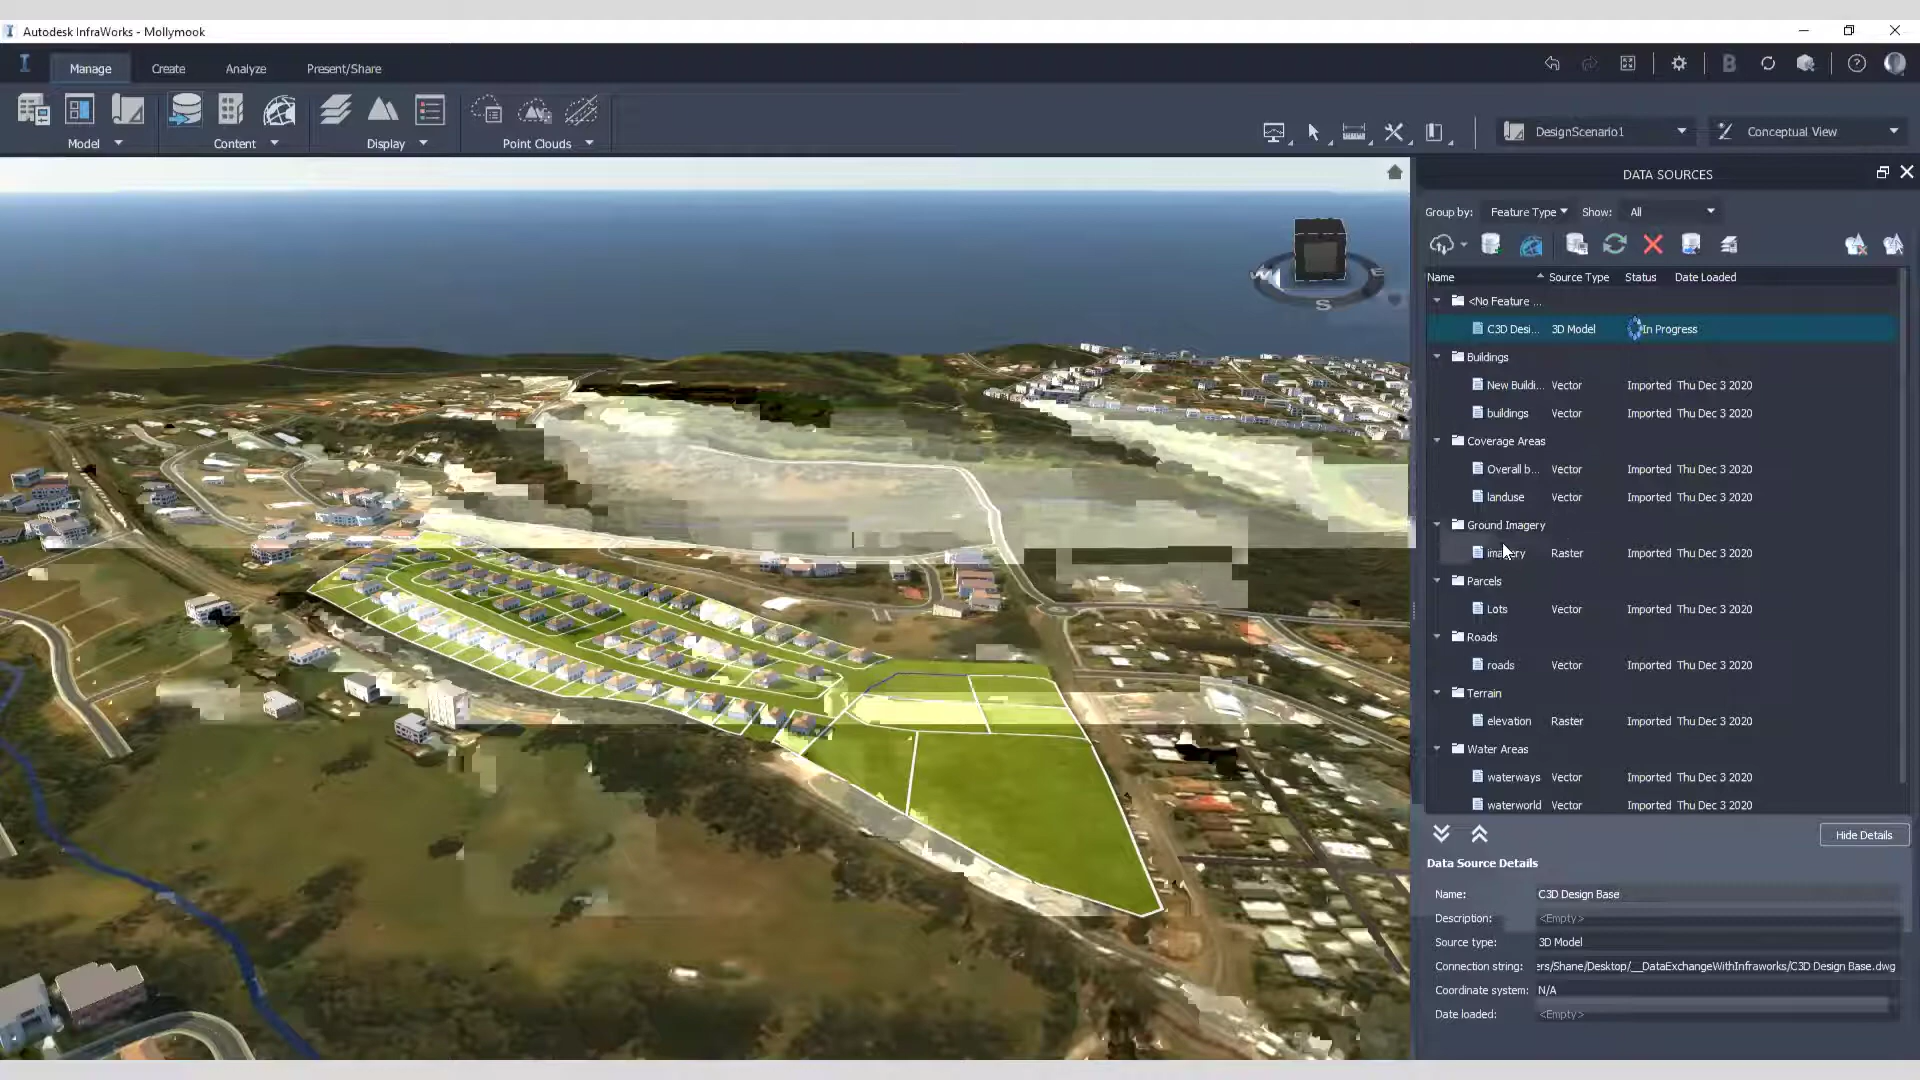 Autodesk InfraWorks - Mollymook
Manage Create Analyze Present/Share
Model Content Display Point Clouds
DesignScenario1 Conceptual View
DATA SOURCES
Group by: Feature Type Show: All
Name Source Type Status Date Loaded
<No Feature ...
C3D Desi... 3D Model In Progress
Buildings
New Buildi... Vector Imported Thu Dec 3 2020
buildings Vector Imported Thu Dec 3 2020
Coverage Areas
Overall b... Vector Imported Thu Dec 3 2020
landuse Vector Imported Thu Dec 3 2020
Ground Imagery
imagery Raster Imported Thu Dec 3 2020
Parcels
Lots Vector Imported Thu Dec 3 2020
Roads
roads Vector Imported Thu Dec 3 2020
Terrain
elevation Raster Imported Thu Dec 3 2020
Water Areas
waterways Vector Imported Thu Dec 3 2020
waterworld Vector Imported Thu Dec 3 2020
Hide Details
Data Source Details
Name: C3D Design Base
Description: <Empty>
Source type: 3D Model
Connection string: ers/Shane/Desktop/__DataExchangeWithInfraworks/C3D Design Base.dwg
Coordinate system: N/A
Date loaded: <Empty>
W E
S